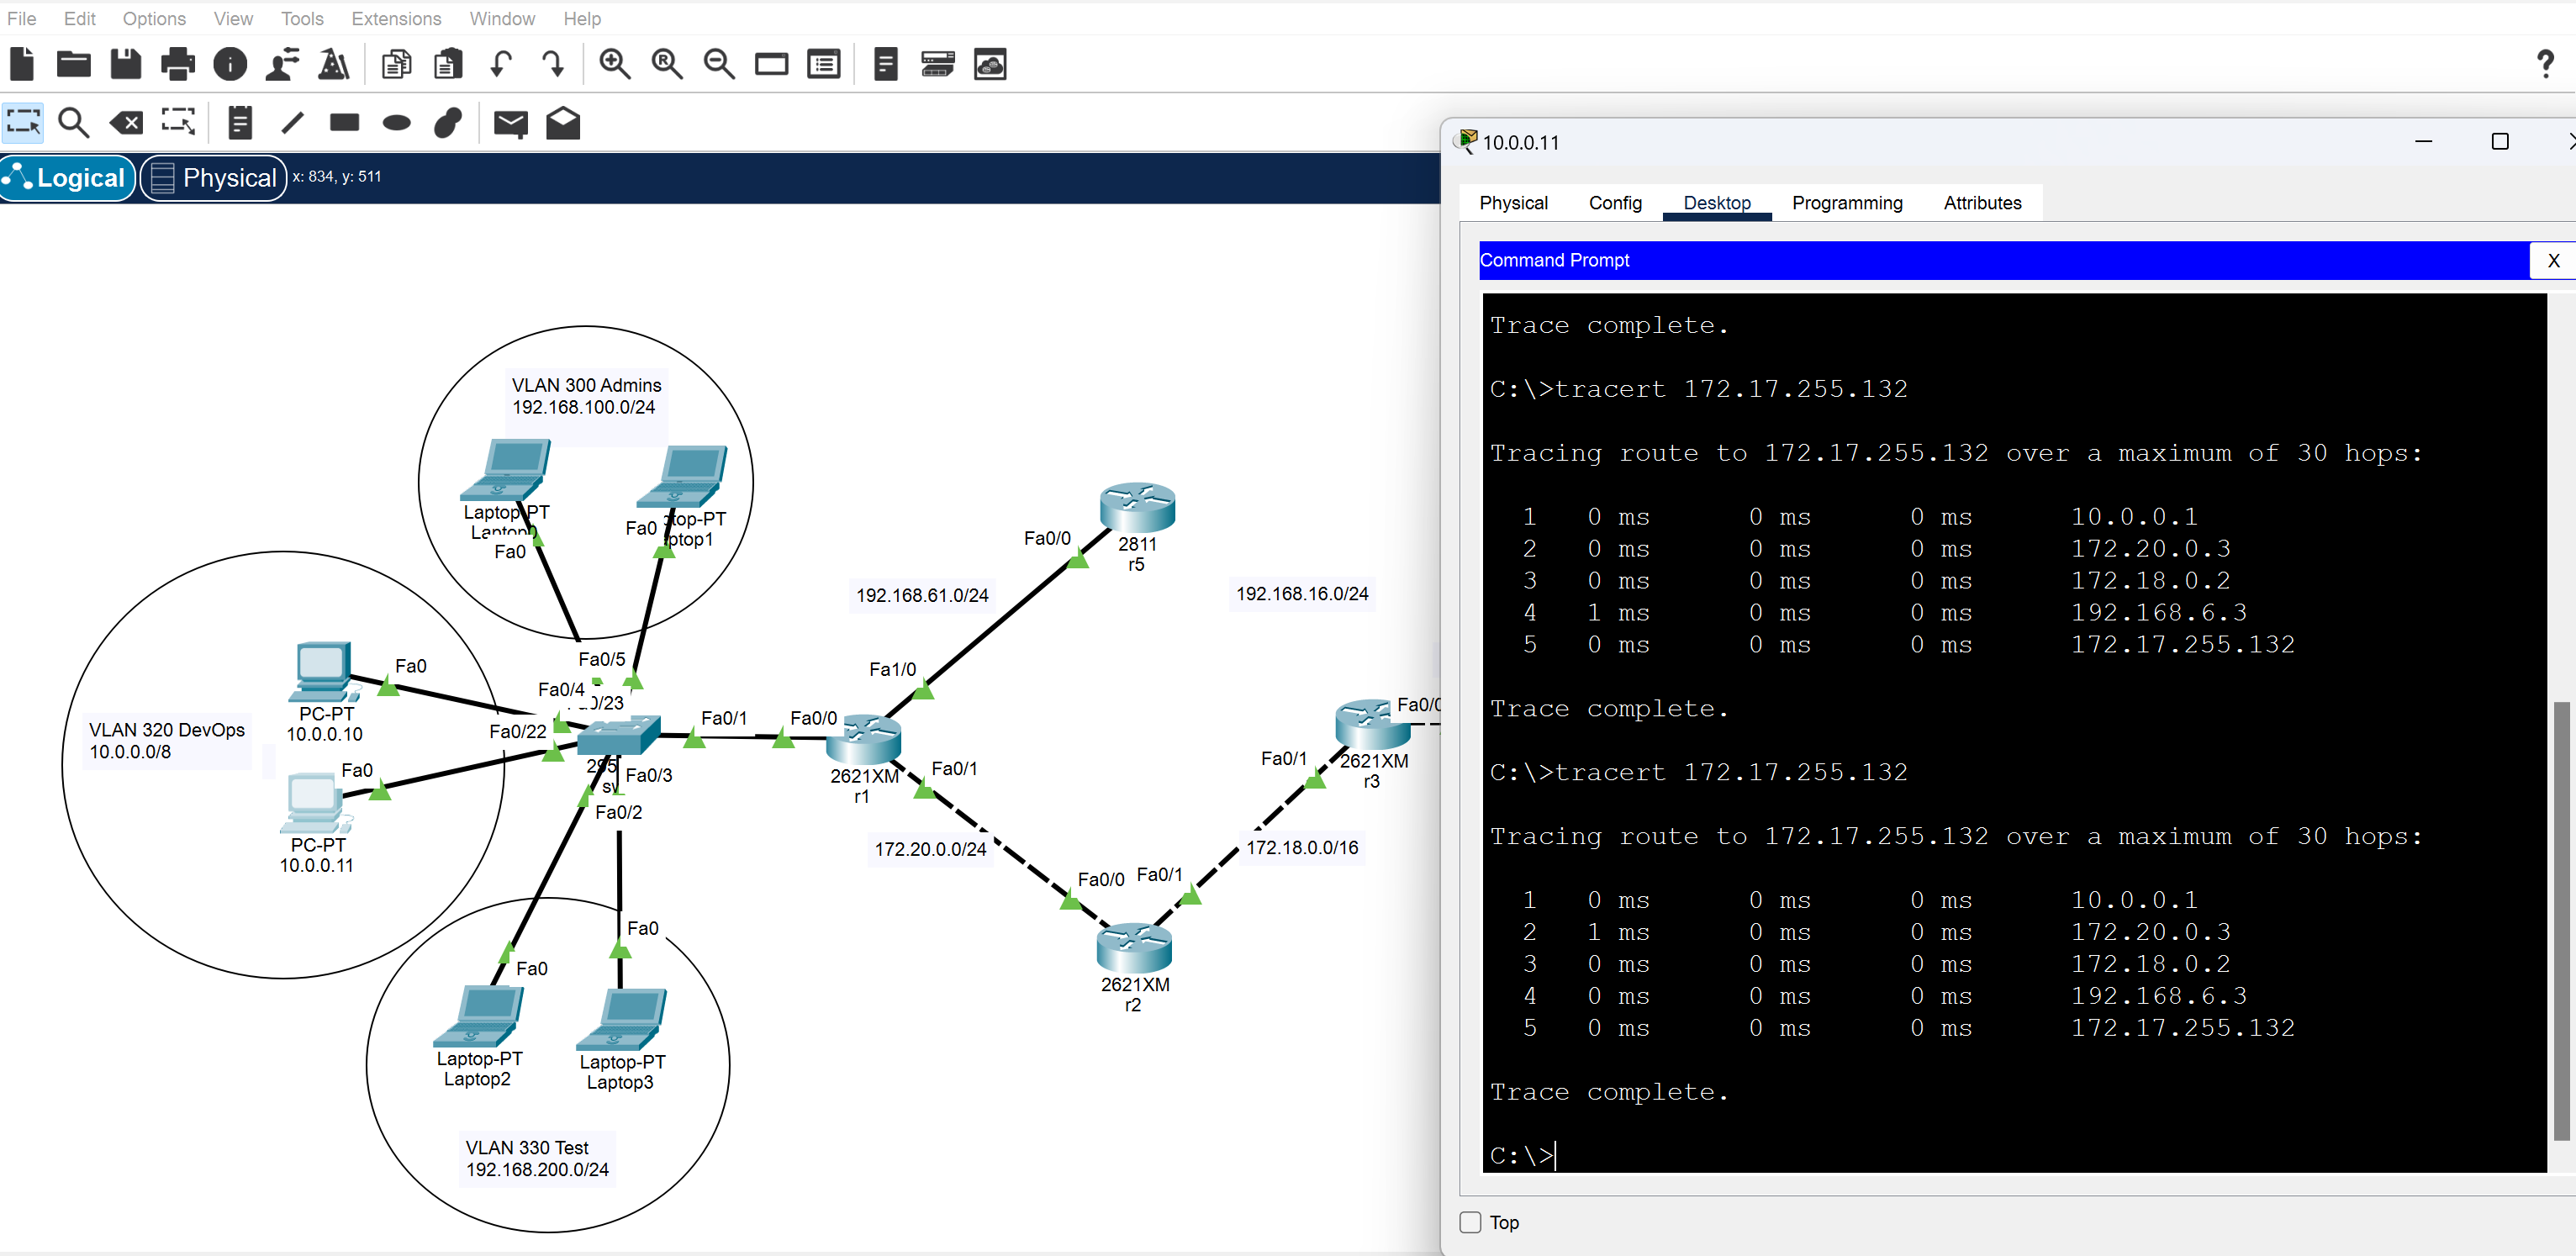 File Edit Options View Tools Extensions Window Help
?
Logical Physical x: 834, y: 511
VLAN 300 Admins
192.168.100.0/24
Laptop-PT
Fa0
Fa0
VLAN 320 DevOps
10.0.0.0/8
PC-PT
10.0.0.10
Fa0
PC-PT
10.0.0.11
Fa0
Fa0/5
Fa0/4
Fa0/22
Fa0/3
Fa0/2
Fa0/1
Fa0/0
2621XM
r1
Fa1/0
Fa0/1
192.168.61.0/24
Fa0/0
2811
r5
192.168.16.0/24
172.20.0.0/24
Fa0/0
Fa0/1
2621XM
r2
172.18.0.0/16
Fa0/1
2621XM
r3
Fa0
Fa0
Laptop-PT
Laptop2
Laptop-PT
Laptop3
VLAN 330 Test
192.168.200.0/24
10.0.0.11
Physical Config Desktop Programming Attributes
Command Prompt X
Trace complete.
C:\>tracert 172.17.255.132
Tracing route to 172.17.255.132 over a maximum of 30 hops:
1 0 ms 0 ms 0 ms 10.0.0.1
2 0 ms 0 ms 0 ms 172.20.0.3
3 0 ms 0 ms 0 ms 172.18.0.2
4 1 ms 0 ms 0 ms 192.168.6.3
5 0 ms 0 ms 0 ms 172.17.255.132
Trace complete.
C:\>tracert 172.17.255.132
Tracing route to 172.17.255.132 over a maximum of 30 hops:
1 0 ms 0 ms 0 ms 10.0.0.1
2 1 ms 0 ms 0 ms 172.20.0.3
3 0 ms 0 ms 0 ms 172.18.0.2
4 0 ms 0 ms 0 ms 192.168.6.3
5 0 ms 0 ms 0 ms 172.17.255.132
Trace complete.
C:\>
Top